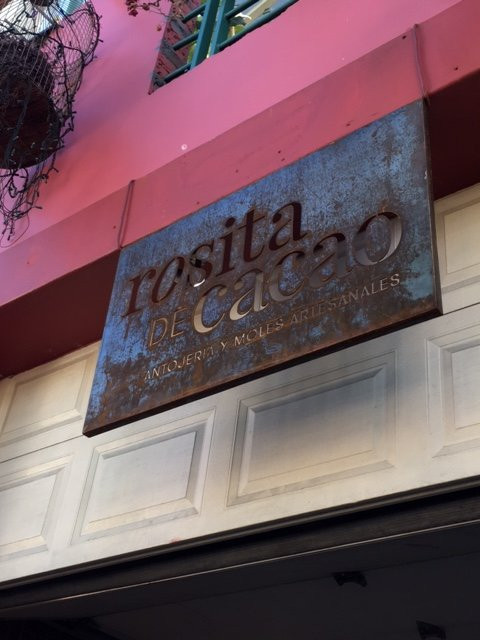 rosita
DE cacao
ANTOJERIA Y MOLES ARTESANALES